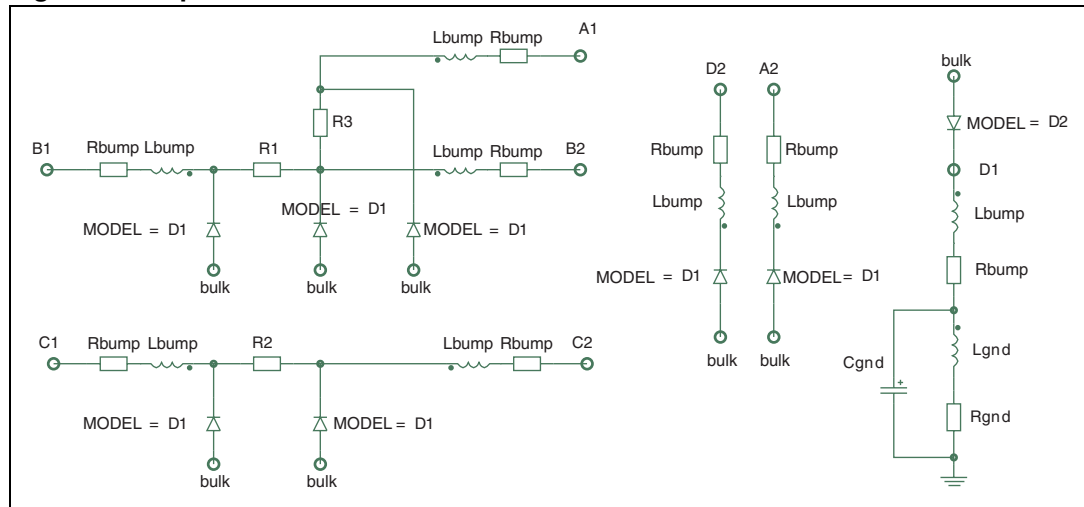 A1
Lbump Rbump
R3
B1
Rbump Lbump
R1
Lbump Rbump
B2
MODEL = D1
MODEL = D1
MODEL = D1
bulk
bulk
bulk
C1
Rbump Lbump
R2
Lbump Rbump
C2
MODEL = D1
MODEL = D1
bulk
bulk
D2
A2
Rbump
Rbump
Lbump
Lbump
MODEL = D1
MODEL = D1
bulk
bulk
bulk
MODEL = D2
D1
Lbump
Rbump
Cgnd
+
Lgnd
Rgnd